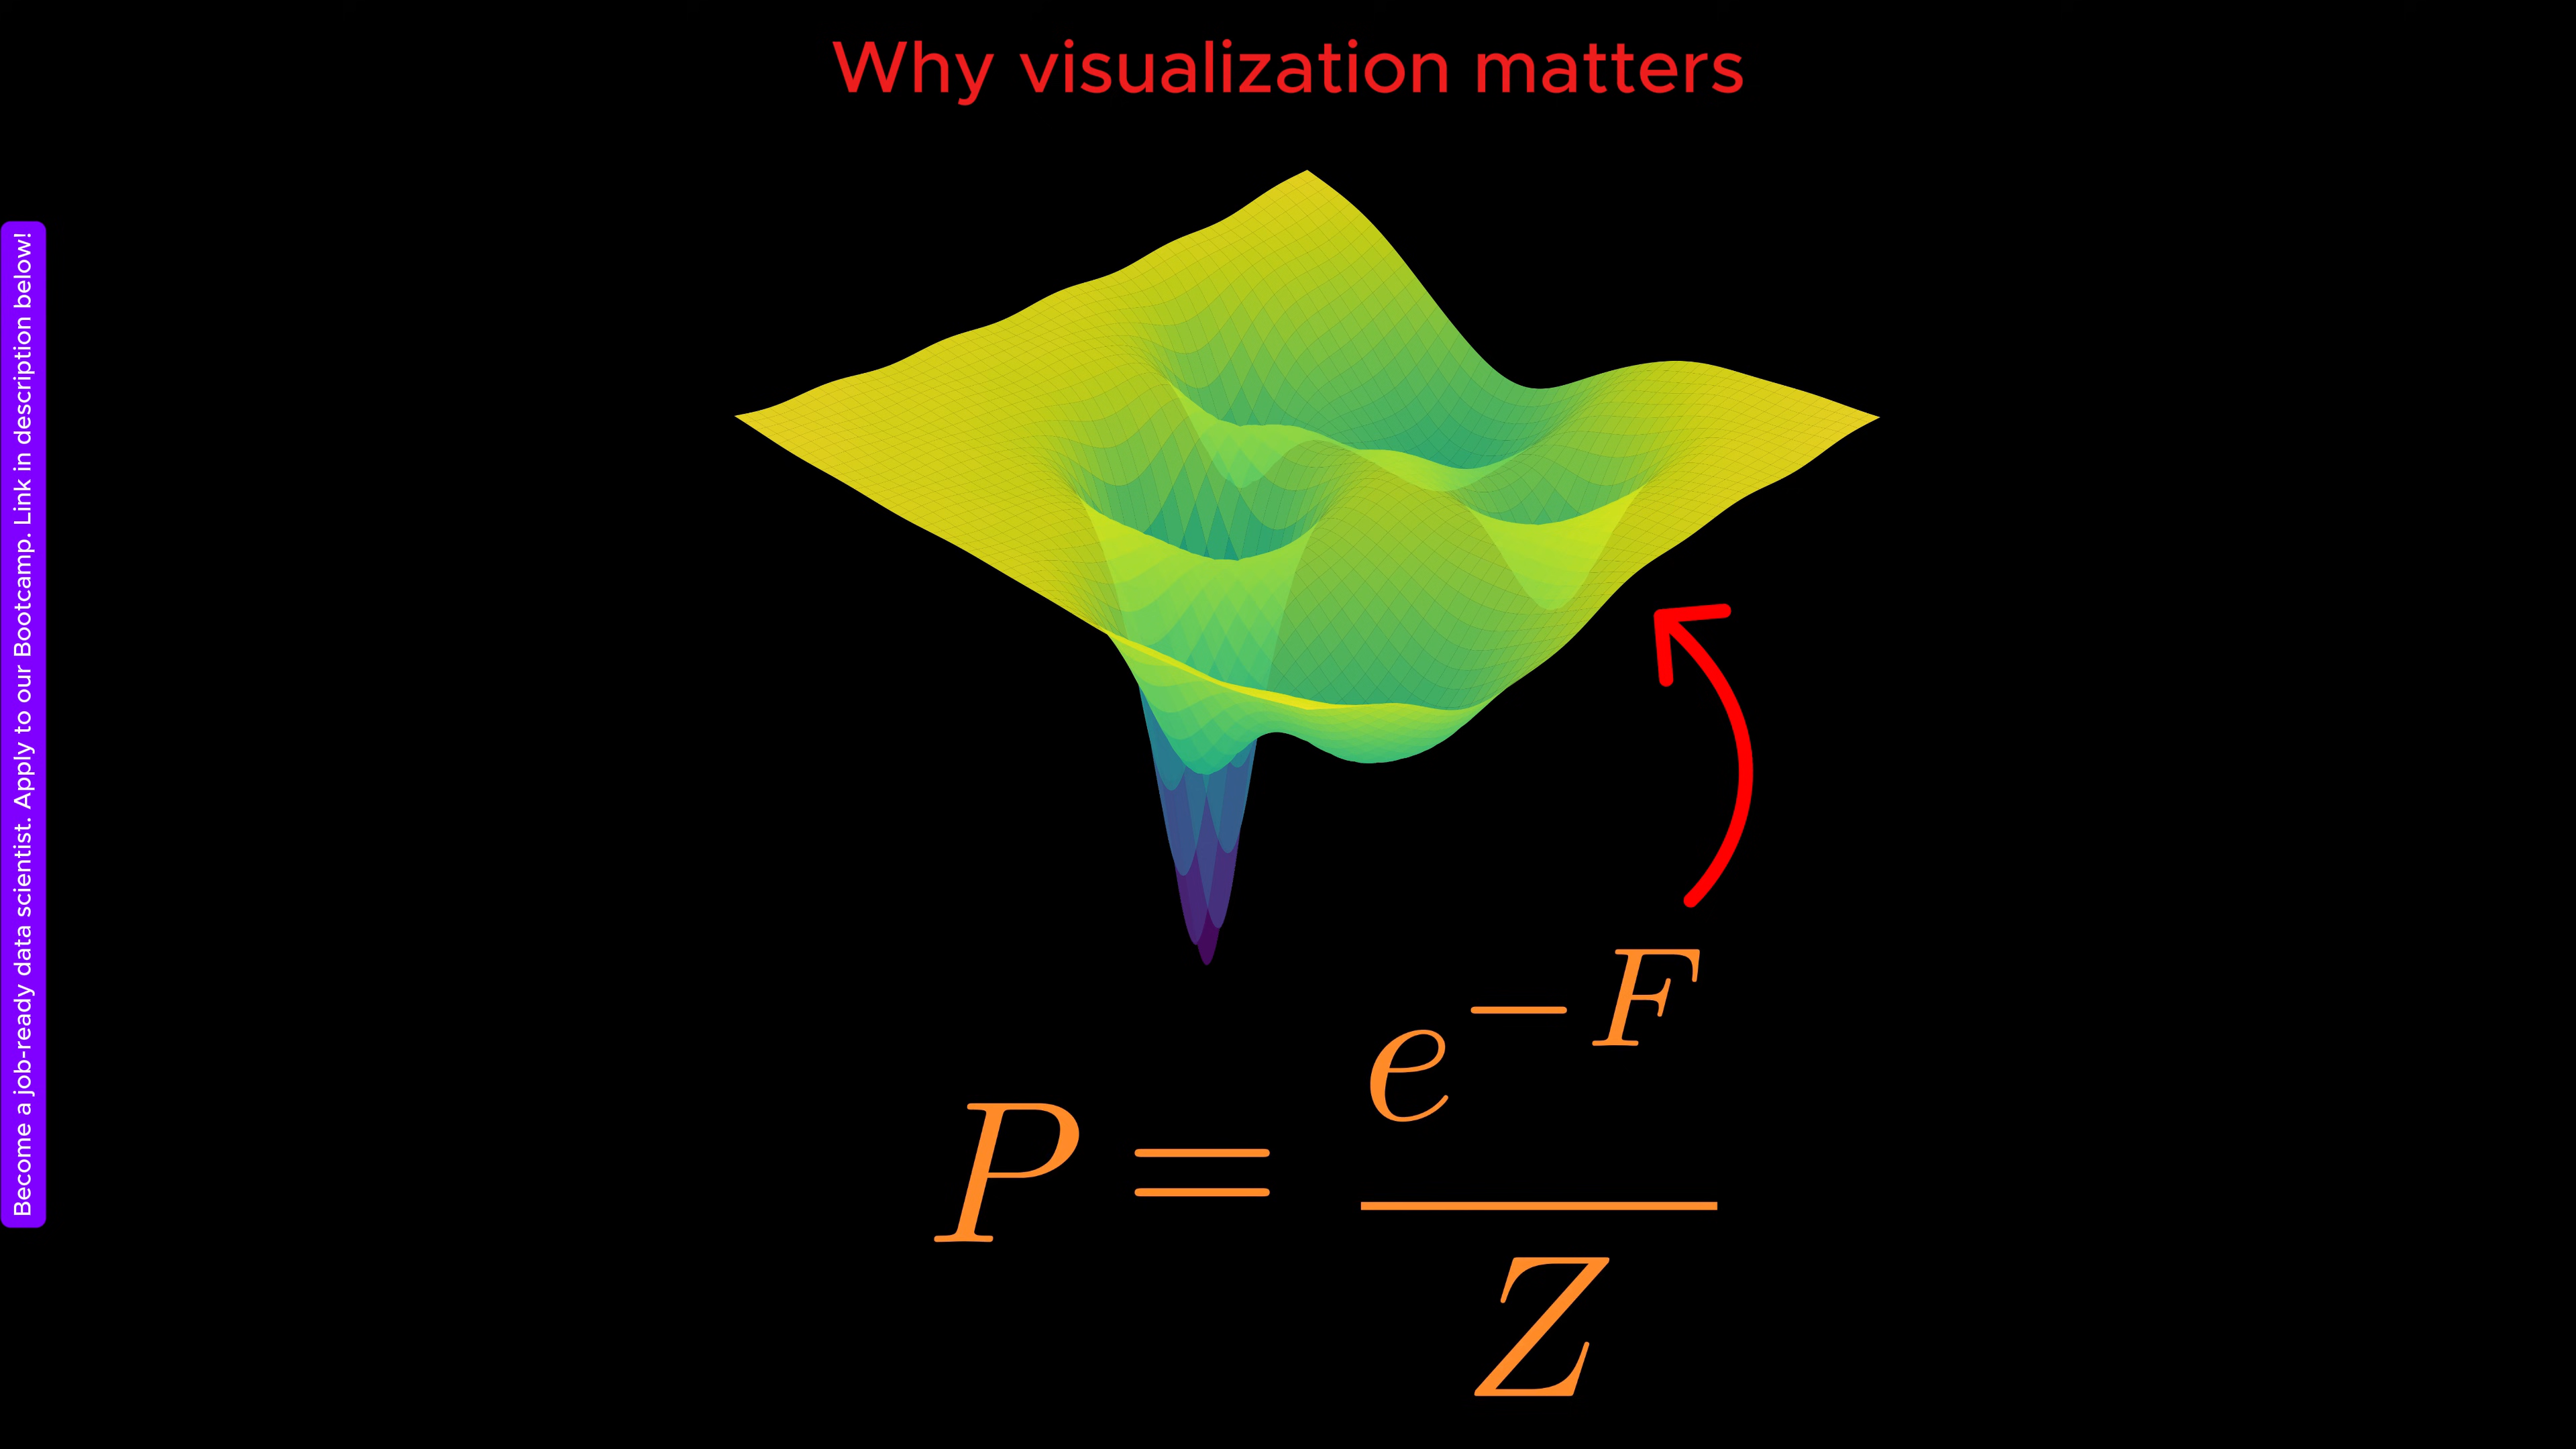 Why visualization matters
Become a job-ready data scientist. Apply to our Bootcamp. Link in description below!
P = e^{-F} / Z